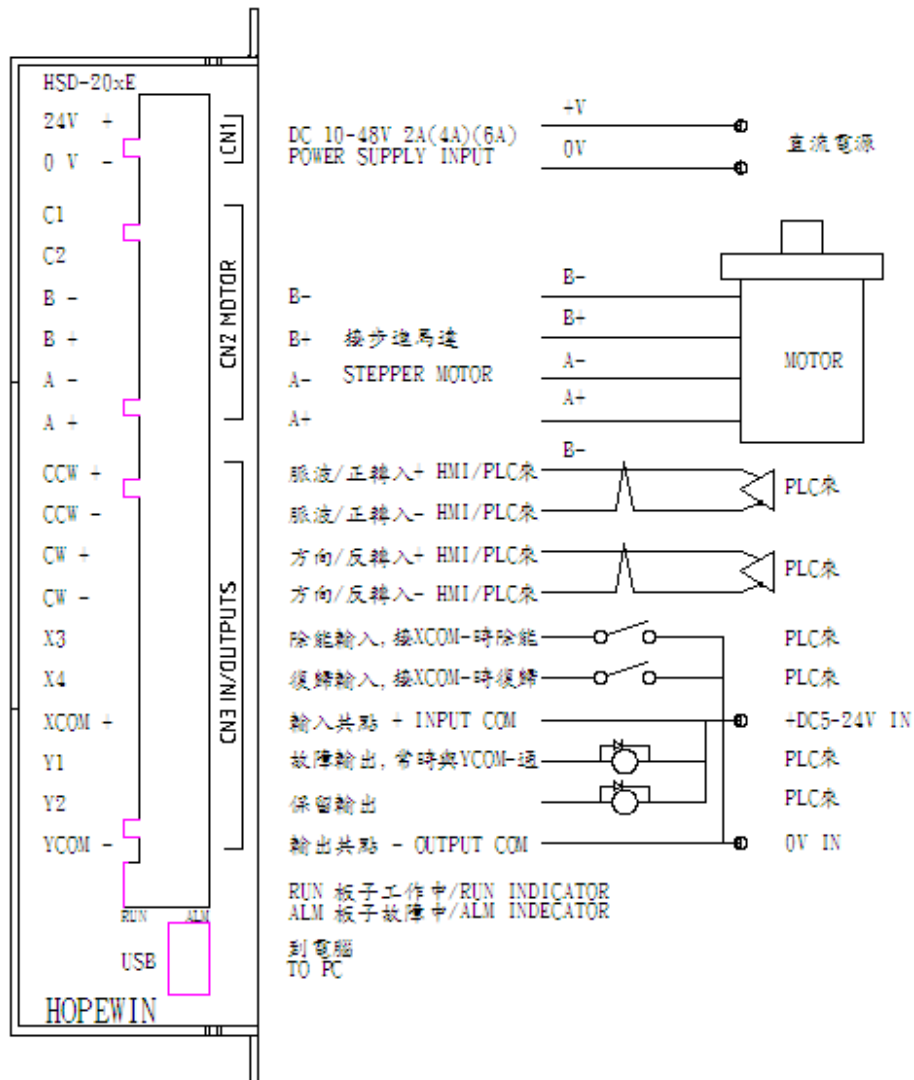 HSD-20xE
24V +
0 V -
CN1
DC 10-48V 2A(4A)(6A)
POWER SUPPLY INPUT
+V
0V
直流電源
C1
C2
B -
B +
A -
A +
CN2 MOTOR
B-
B+ 接步進馬達
A- STEPPER MOTOR
A+
B-
B+
A-
A+
B-
MOTOR
CCW +
CCW -
CW +
CW -
X3
X4
XCOM +
Y1
Y2
YCOM -
CN3 IN/OUTPUTS
脈波/正轉入+ HMI/PLC來
脈波/正轉入- HMI/PLC來
方向/反轉入+ HMI/PLC來
方向/反轉入- HMI/PLC來
除能輸入,接XCOM-時除能
復歸輸入,接XCOM-時復歸
輸入共點 + INPUT COM
故障輸出,常時與YCOM-通
保留輸出
輸出共點 - OUTPUT COM
PLC來
PLC來
PLC來
PLC來
+DC5-24V IN
PLC來
PLC來
0V IN
RUN 板子工作中/RUN INDICATOR
ALM 板子故障中/ALM INDECATOR
RUN
ALM
USB
到電腦
TO PC
HOPEWIN